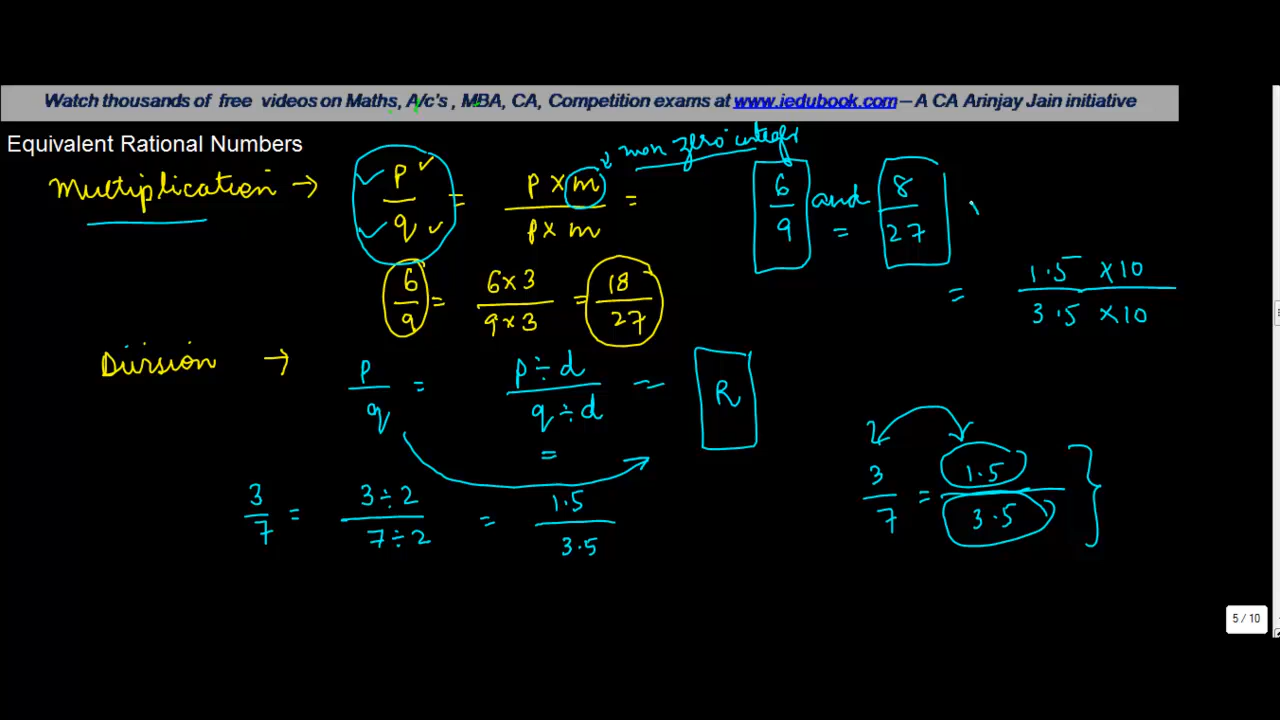 Watch thousands of free videos on Maths, A/c's , MBA, CA, Competition exams at www.iedubook.com – A CA Arinjay Jain initiative
Equivalent Rational Numbers
non zero integer
Multiplication → p/q = p × m / p × m =
6/9 and 8/27
=
6/9 = 6×3 / 9×3 = 18/27
= 1.5 ×10 / 3.5 ×10
Division → p/q = p ÷ d / q ÷ d = R
=
3/7 = 3÷2 / 7÷2 = 1.5 / 3.5
3/7 = 1.5 / 3.5
5 / 10